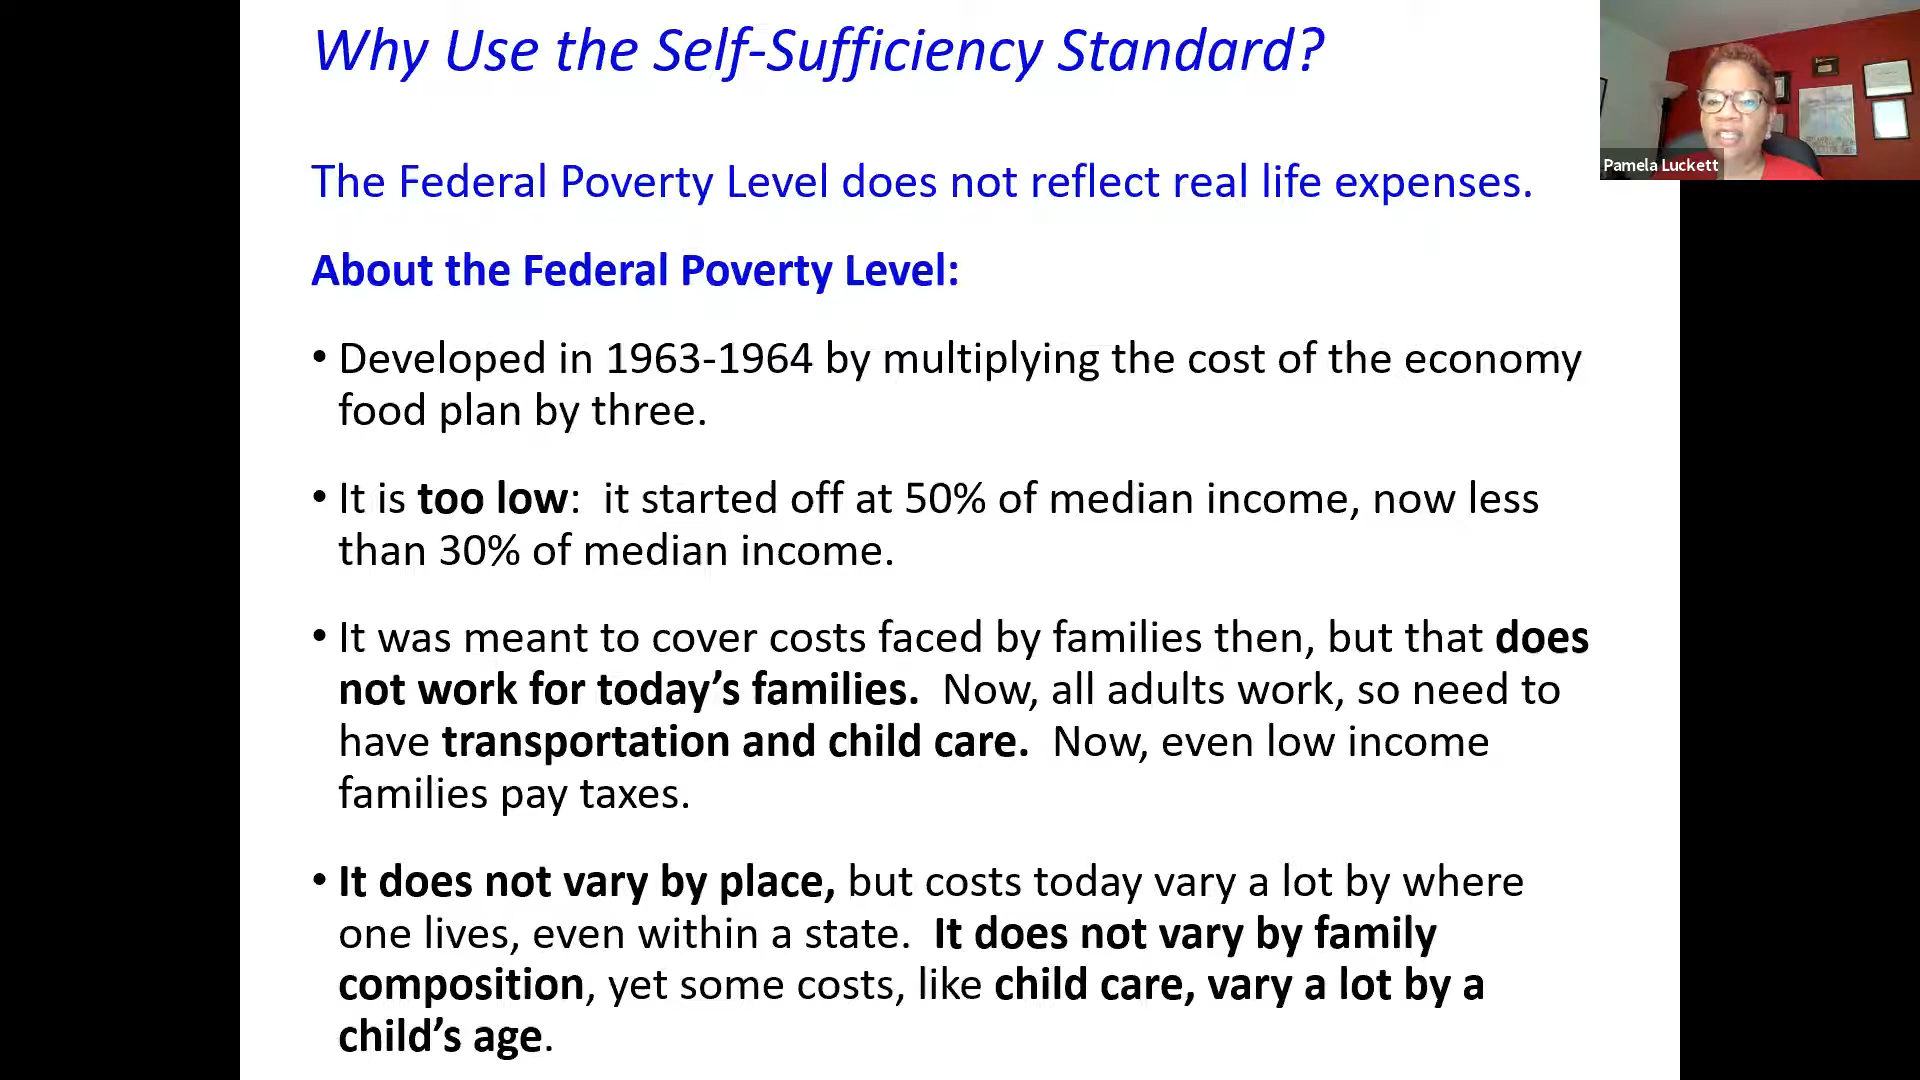 Why Use the Self-Sufficiency Standard?
Pamela Luckett
The Federal Poverty Level does not reflect real life expenses.
About the Federal Poverty Level:
• Developed in 1963-1964 by multiplying the cost of the economy
food plan by three.
• It is too low:  it started off at 50% of median income, now less
than 30% of median income.
• It was meant to cover costs faced by families then, but that does
not work for today’s families.  Now, all adults work, so need to
have transportation and child care.  Now, even low income
families pay taxes.
• It does not vary by place, but costs today vary a lot by where
one lives, even within a state.  It does not vary by family
composition, yet some costs, like child care, vary a lot by a
child’s age.